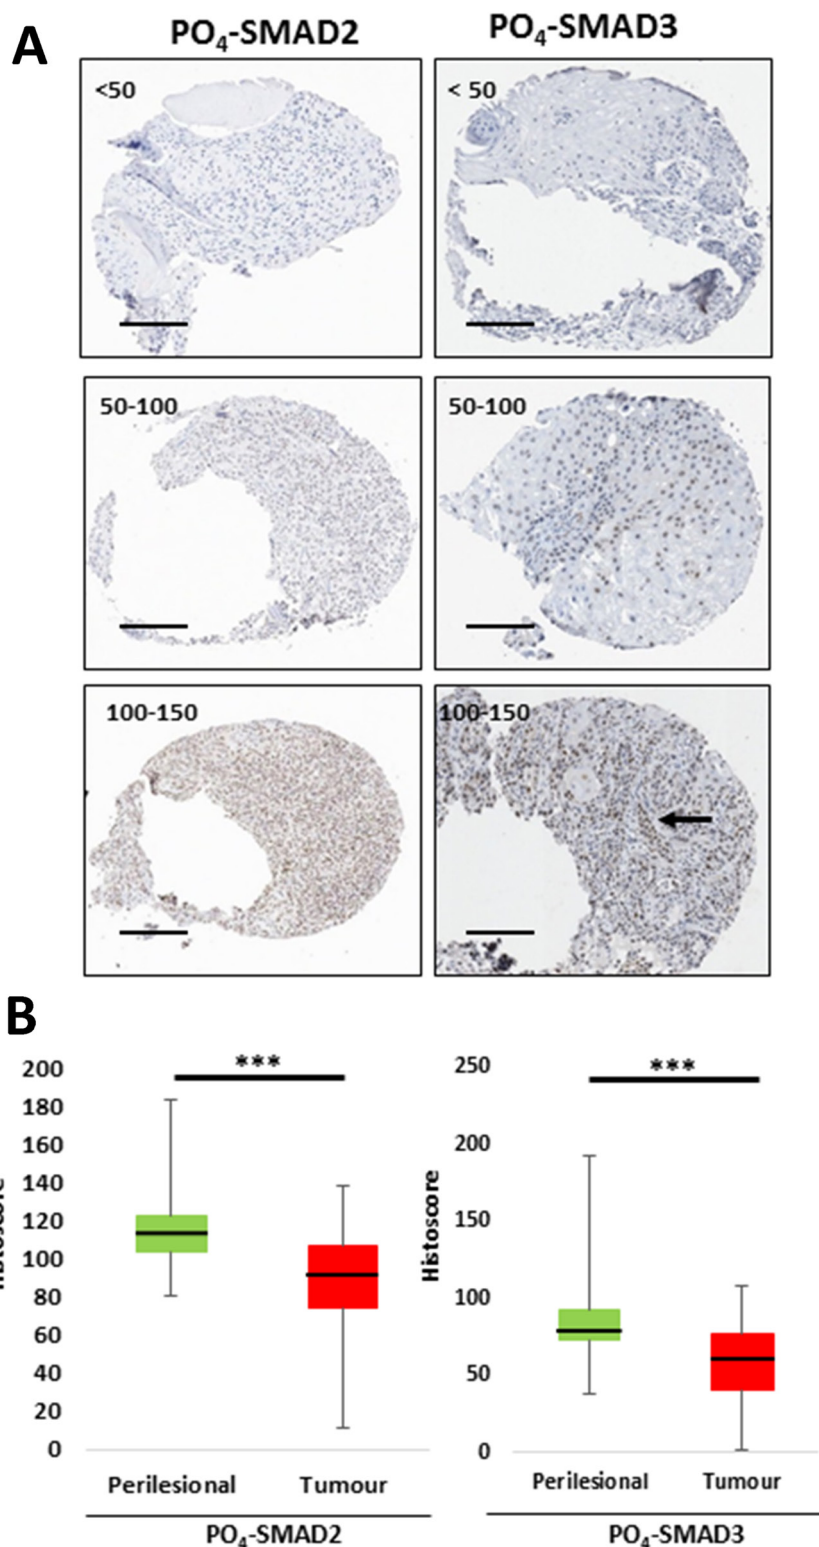 A
PO₄-SMAD2 PO₄-SMAD3
<50 < 50
50-100 50-100
100-150 100-150
B
*** ***
200
180
160
140
120
100
80
60
40
20
0
Perilesional Tumour
PO₄-SMAD2
Histoscore
250
200
150
100
50
0
Perilesional Tumour
PO₄-SMAD3